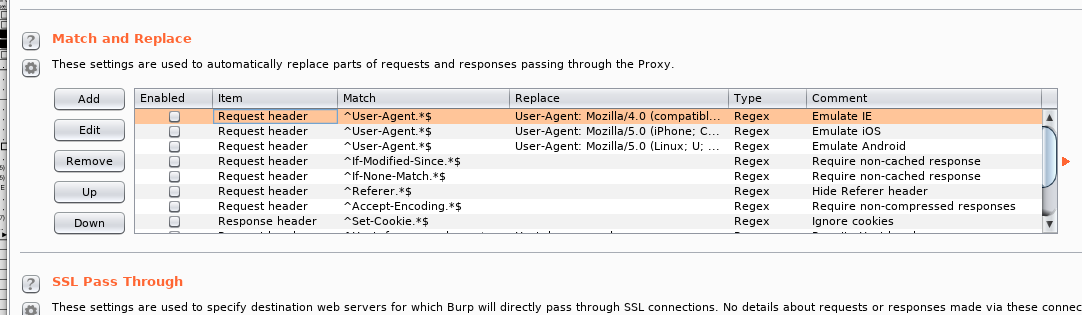 Match and Replace
These settings are used to automatically replace parts of requests and responses passing through the Proxy.
Add
Edit
Remove
Up
Down
Enabled Item Match Replace Type Comment
Request header ^User-Agent.*$ User-Agent: Mozilla/4.0 (compatibl... Regex Emulate IE
Request header ^User-Agent.*$ User-Agent: Mozilla/5.0 (iPhone; C... Regex Emulate iOS
Request header ^User-Agent.*$ User-Agent: Mozilla/5.0 (Linux; U; ... Regex Emulate Android
Request header ^If-Modified-Since.*$ Regex Require non-cached response
Request header ^If-None-Match.*$ Regex Require non-cached response
Request header ^Referer.*$ Regex Hide Referer header
Request header ^Accept-Encoding.*$ Regex Require non-compressed responses
Response header ^Set-Cookie.*$ Regex Ignore cookies
SSL Pass Through
These settings are used to specify destination web servers for which Burp will directly pass through SSL connections. No details about requests or responses made via these connec